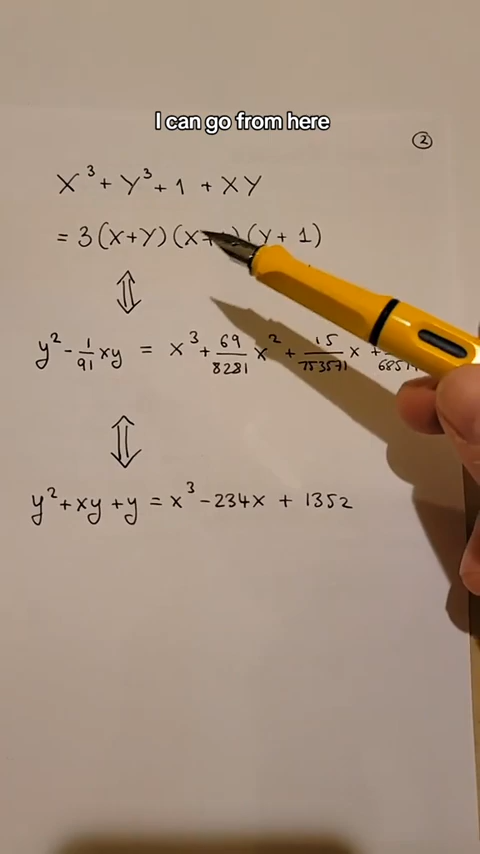 I can go from here
②
X³ + Y³ + 1 + XY
= 3(X+Y)(X+ )(Y+ 1)
y² - 1/91 xy = x³ + 69/8281 x² + 15/753571 x +
y² + xy + y = x³ - 234x + 1352